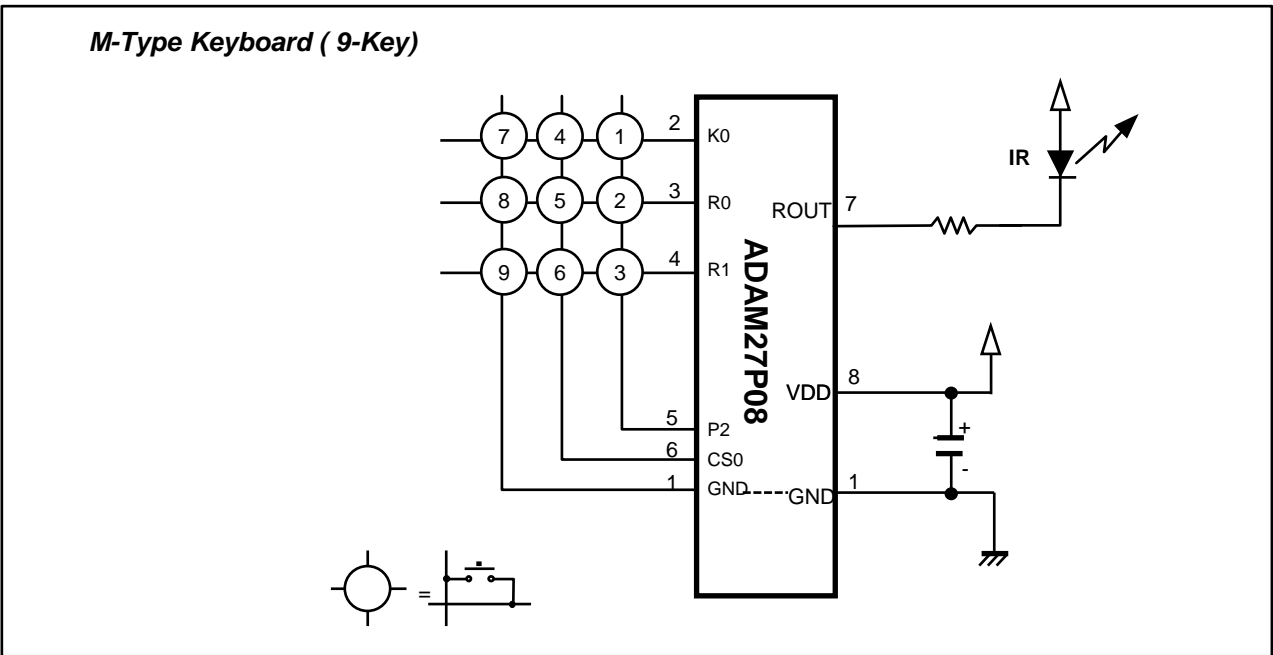 M-Type Keyboard ( 9-Key)
7 4 1 2 K0
8 5 2 3 R0
9 6 3 4 R1
5 P2
6 CS0
1 GND
ADAM27P08
ROUT 7
IR
VDD 8
GND 1
+
-
=